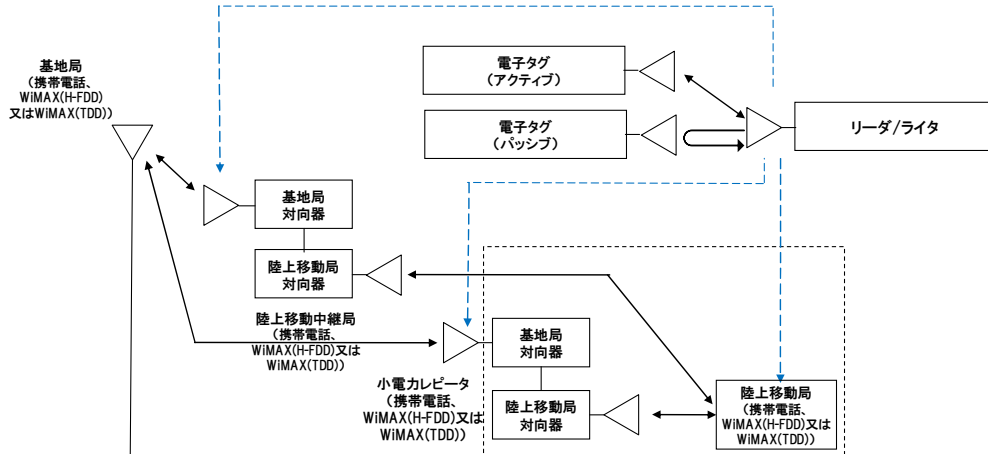 基地局
(携帯電話、
WiMAX(H-FDD)
又はWiMAX(TDD))
電子タグ
(アクティブ)
電子タグ
(パッシブ)
リーダ/ライタ
基地局
対向器
陸上移動局
対向器
陸上移動中継局
(携帯電話、
WiMAX(H-FDD)又は
WiMAX(TDD))
基地局
対向器
小電力レピータ
(携帯電話、
WiMAX(H-FDD)又は
WiMAX(TDD))
陸上移動局
対向器
陸上移動局
(携帯電話、
WiMAX(H-FDD)又は
WiMAX(TDD))